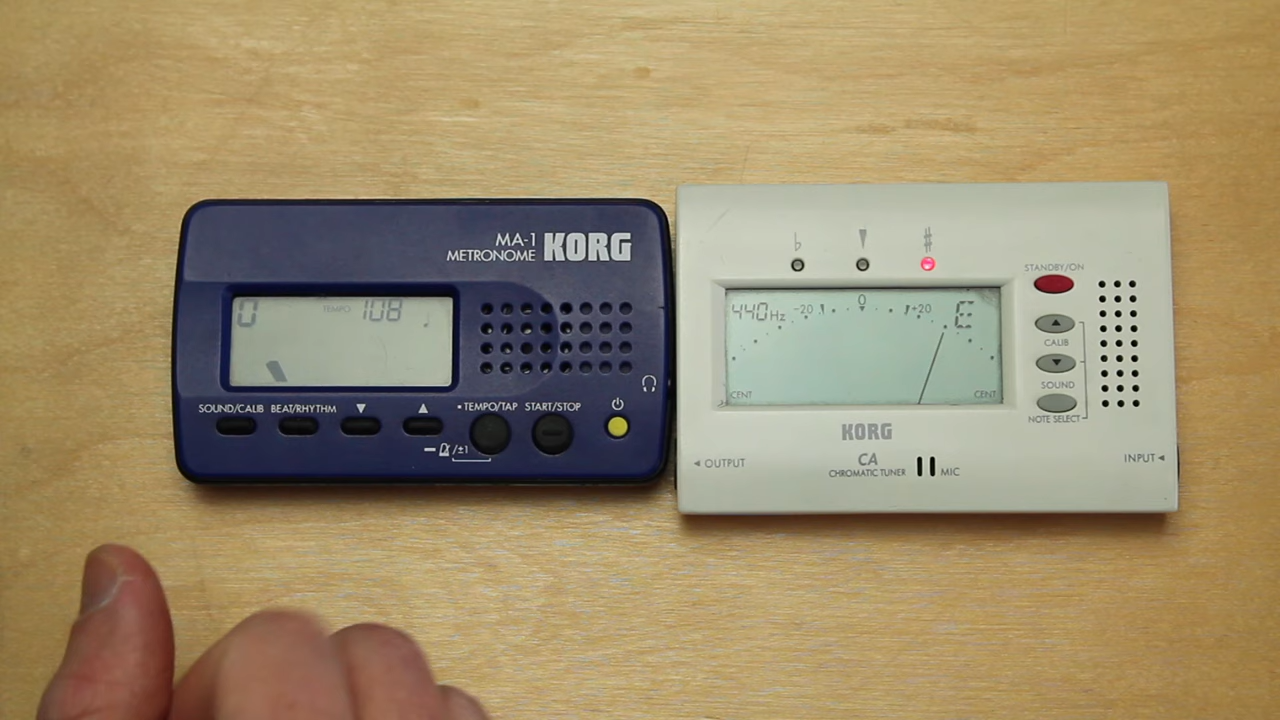 MA-1
METRONOME KORG
0 TEMPO 108
SOUND/CALIB BEAT/RHYTHM ▼ ▲ • TEMPO/TAP START/STOP
/±1
♭ ▼ ♯
STANDBY/ON
440Hz -20 0 +20 E
CALIB
SOUND
NOTE SELECT
CENT CENT
KORG
CA
CHROMATIC TUNER MIC
◄ OUTPUT
INPUT ◄